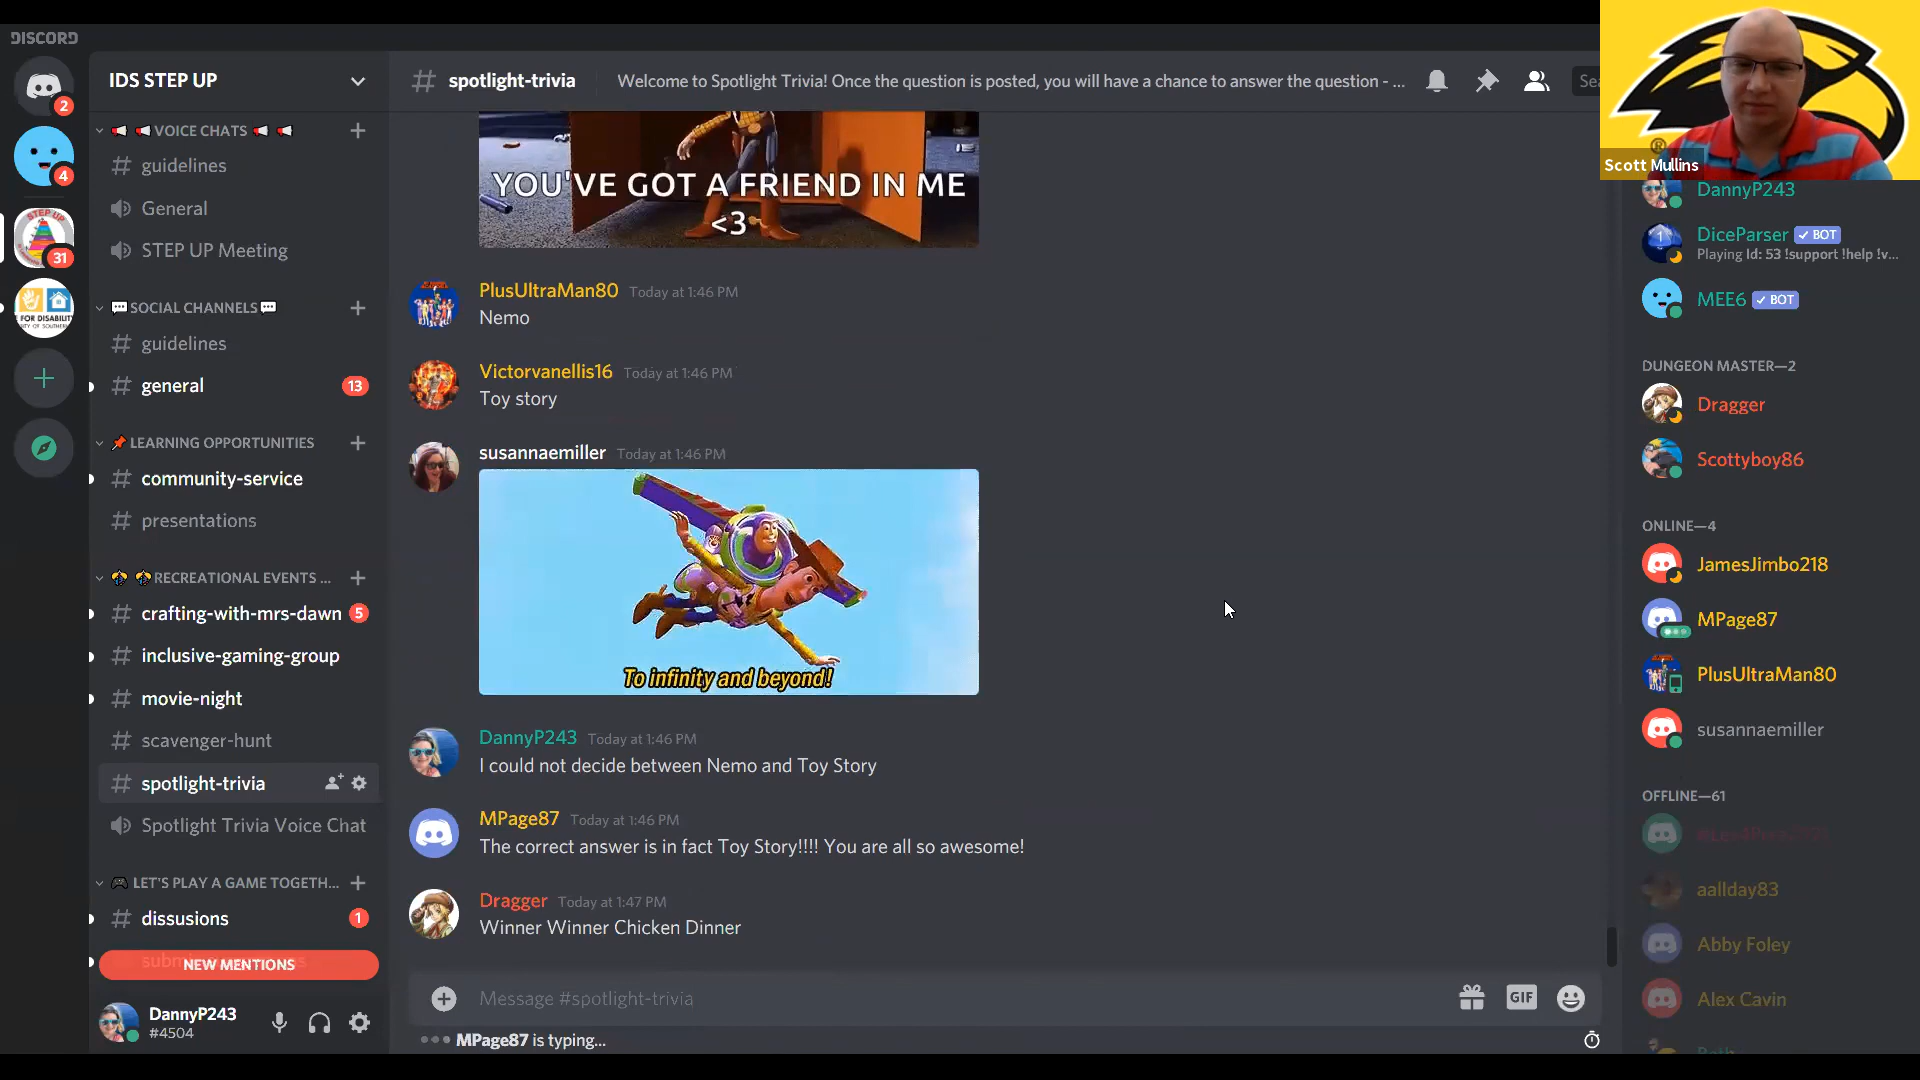 DISCORD
2
4
31
STEP UP
E FOR DISABILIT
IDS STEP UP
VOICE CHATS
guidelines
General
STEP UP Meeting
SOCIAL CHANNELS
guidelines
general
13
LEARNING OPPORTUNITIES
community-service
presentations
RECREATIONAL EVENTS ...
crafting-with-mrs-dawn
5
inclusive-gaming-group
movie-night
scavenger-hunt
spotlight-trivia
Spotlight Trivia Voice Chat
LET'S PLAY A GAME TOGETH...
dissusions
1
NEW MENTIONS
DannyP243
#4504
# spotlight-trivia
Welcome to Spotlight Trivia! Once the question is posted, you will have a chance to answer the question - ...
YOU'VE GOT A FRIEND IN ME
<3
PlusUltraMan80 Today at 1:46 PM
Nemo
Victorvanellis16 Today at 1:46 PM
Toy story
susannaemiller Today at 1:46 PM
To infinity and beyond!
DannyP243 Today at 1:46 PM
I could not decide between Nemo and Toy Story
MPage87 Today at 1:46 PM
The correct answer is in fact Toy Story!!!! You are all so awesome!
Dragger Today at 1:47 PM
Winner Winner Chicken Dinner
Message #spotlight-trivia
GIF
MPage87 is typing...
Sea
Scott Mullins
®
DannyP243
DiceParser ✓ BOT
Playing Id: 53 !support !help !v...
MEE6 ✓ BOT
DUNGEON MASTER—2
Dragger
Scottyboy86
ONLINE—4
JamesJimbo218
MPage87
PlusUltraMan80
susannaemiller
OFFLINE—61
aallday83
Abby Foley
Alex Cavin